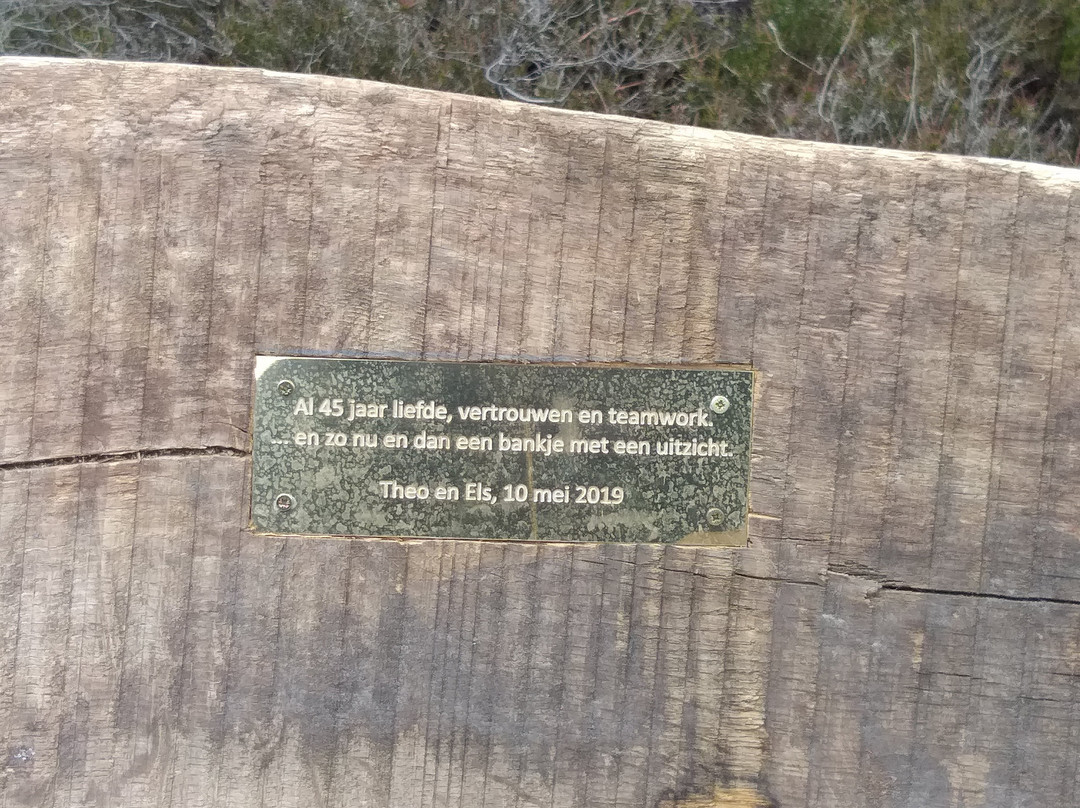 Al 45 jaar liefde, vertrouwen en teamwork.
... en zo nu en dan een bankje met een uitzicht.
Theo en Els, 10 mei 2019